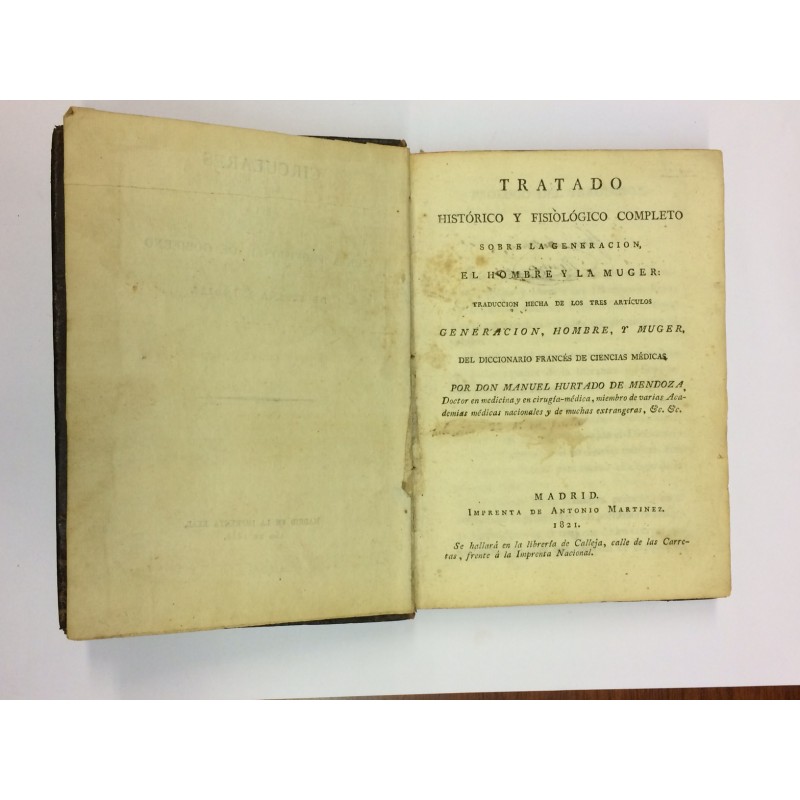 TRATADO
HISTÓRICO Y FISIÒLÓGICO COMPLETO
SOBRE LA GENERACION,
EL HOMBRE Y LA MUGER:
TRADUCCION HECHA DE LOS TRES ARTÍCULOS
GENERACION, HOMBRE, Y MUGER,
DEL DICCIONARIO FRANCÉS DE CIENCIAS MÉDICAS,
POR DON MANUEL HURTADO DE MENDOZA,
Doctor en medicina y en cirugía-médica, miembro de varias Aca-
demias médicas nacionales y de muchas extrangeras, &c. &c.
MADRID.
IMPRENTA DE ANTONIO MARTINEZ.
1821.
Se hallará en la librería de Calleja, calle de las Carre-
tas, frente á la Imprenta Nacional.